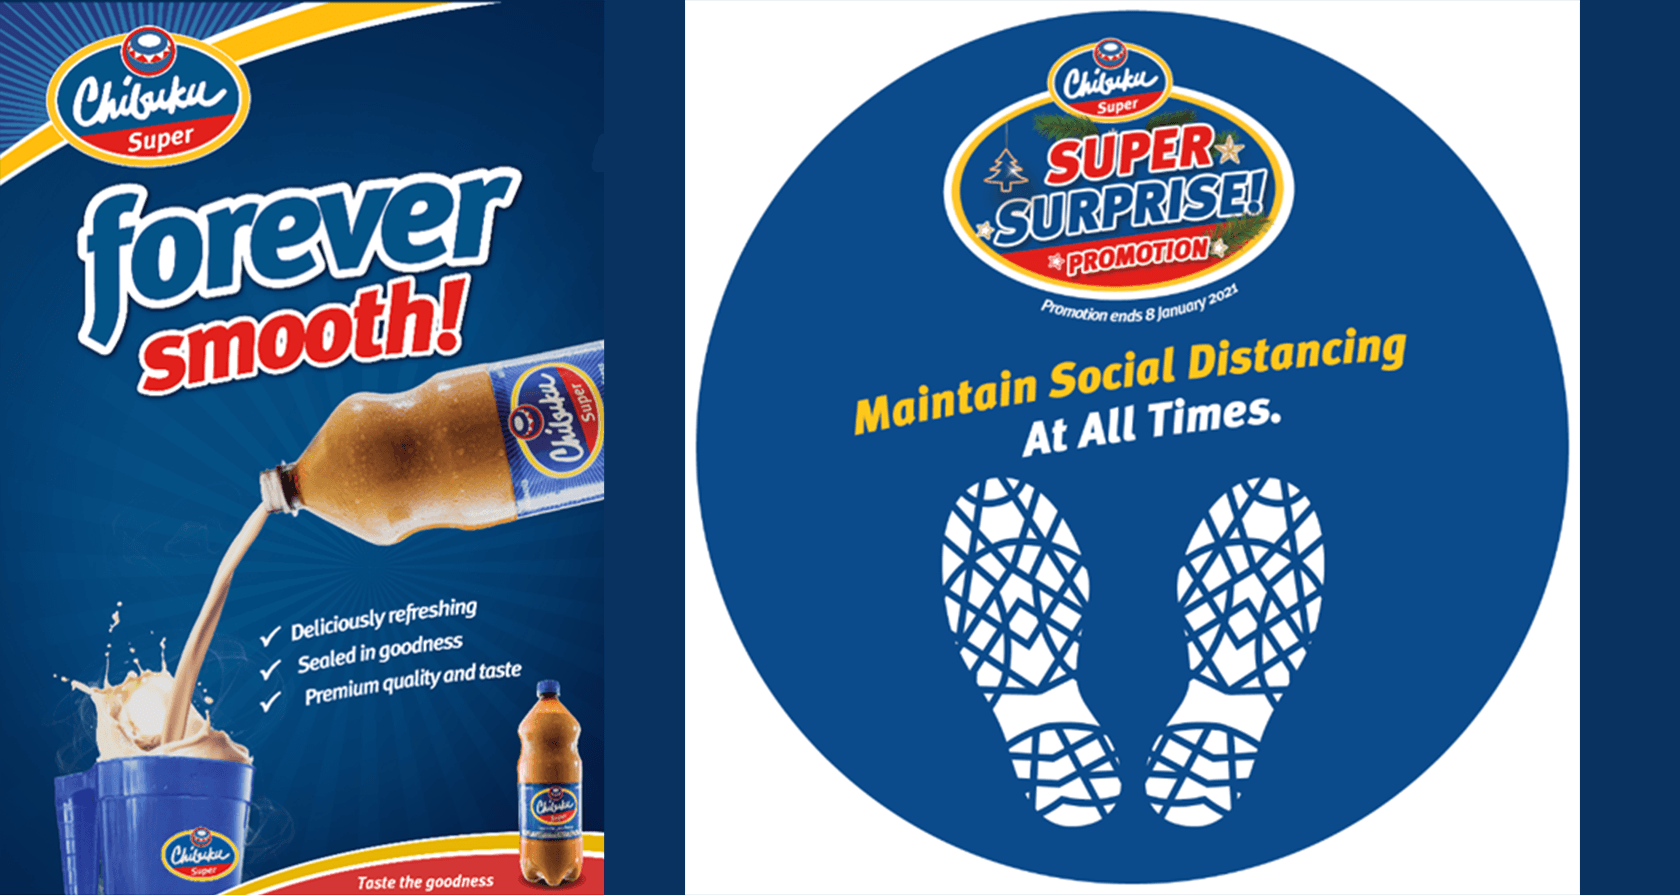 Chibuku
Super
forever
smooth!
Chibuku
Super
Deliciously refreshing
Sealed in goodness
Premium quality and taste
Chibuku
Super
Chibuku
Super
Taste the goodness
Chibuku
Super
SUPER
SURPRISE!
PROMOTION
Promotion ends 8 January 2021
Maintain Social Distancing
At All Times.